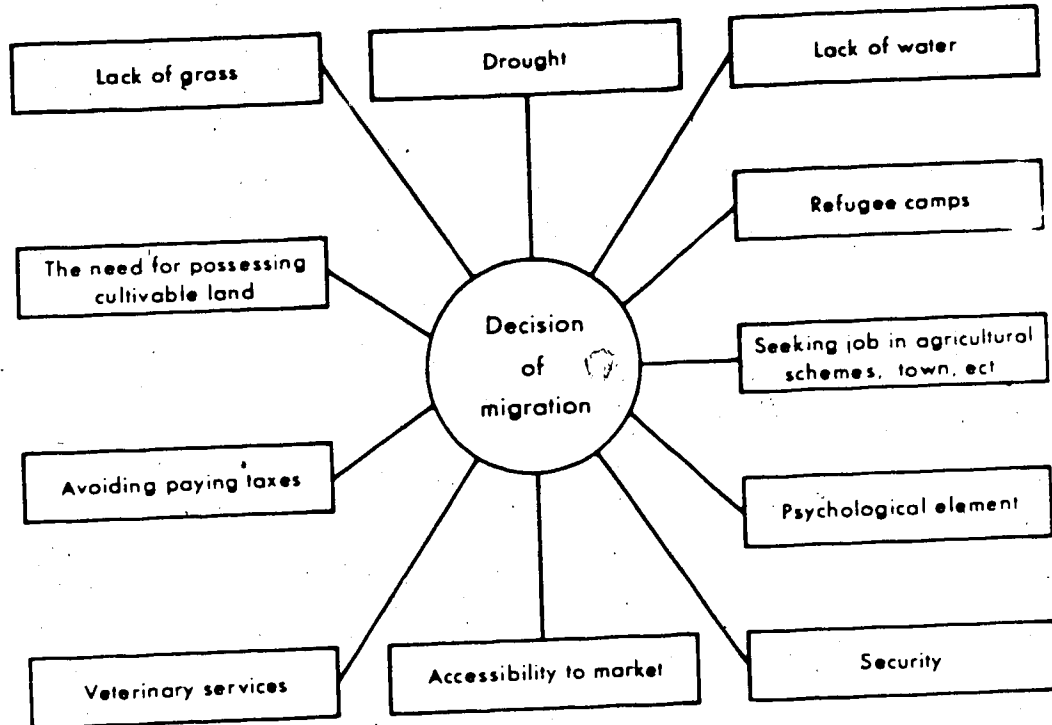 Lack of grass
Drought
Lack of water
Refugee camps
The need for possessing
cultivable land
Decision
of
migration
Seeking job in agricultural
schemes, town, ect
Avoiding paying taxes
Psychological element
Veterinary services
Accessibility to market
Security